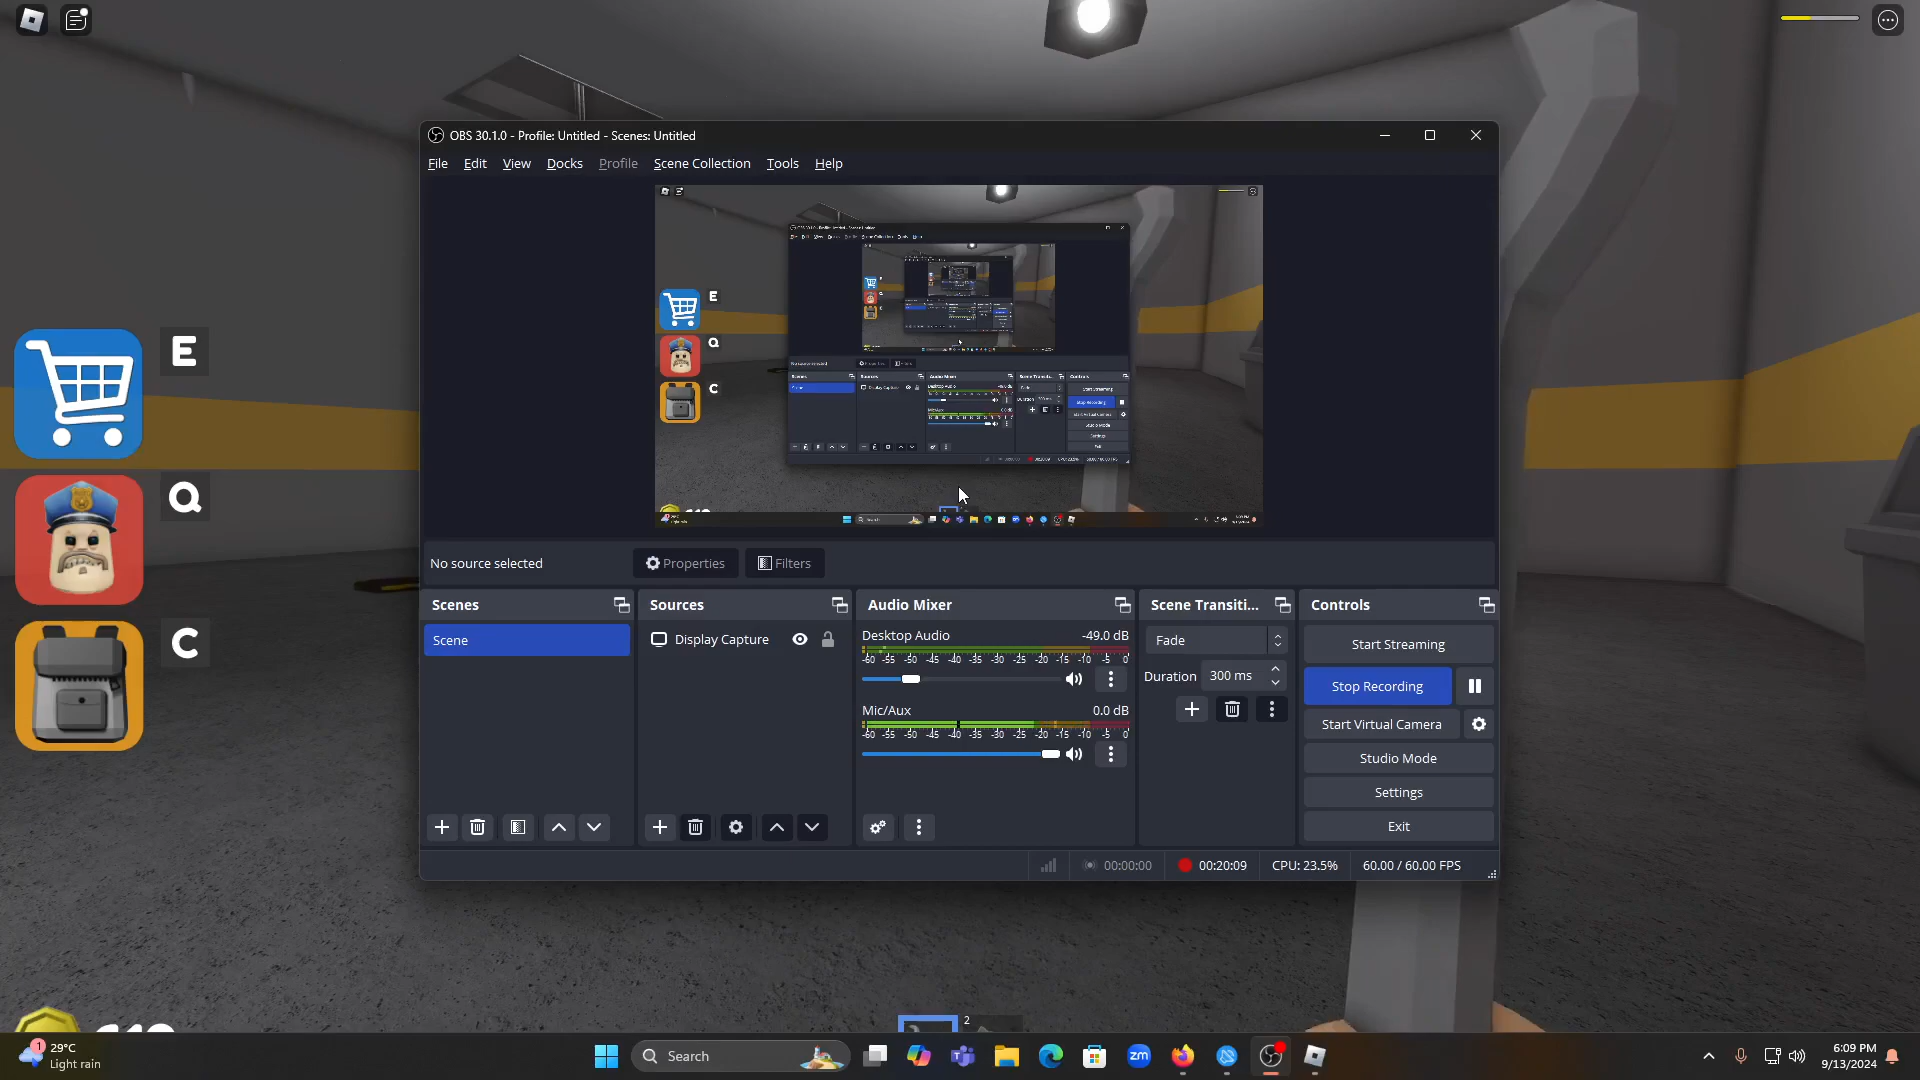 OBS 30.1.0 - Profile: Untitled - Scenes: Untitled
File Edit View Docks Profile Scene Collection Tools Help
E
Q
C
E
Q
C
No source selected Properties Filters
Scenes
Scene
Sources
Display Capture
Audio Mixer
Desktop Audio -49.0 dB
-60 -55 -50 -45 -40 -35 -30 -25 -20 -15 -10 -5 0
Mic/Aux 0.0 dB
-60 -55 -50 -45 -40 -35 -30 -25 -20 -15 -10 -5 0
Scene Transiti...
Fade
Duration 300 ms
Controls
Start Streaming
Stop Recording
Start Virtual Camera
Studio Mode
Settings
Exit
00:00:00 00:20:09 CPU: 23.5% 60.00 / 60.00 FPS
2
1
29°C
Light rain
Search
zm
6:09 PM
9/13/2024